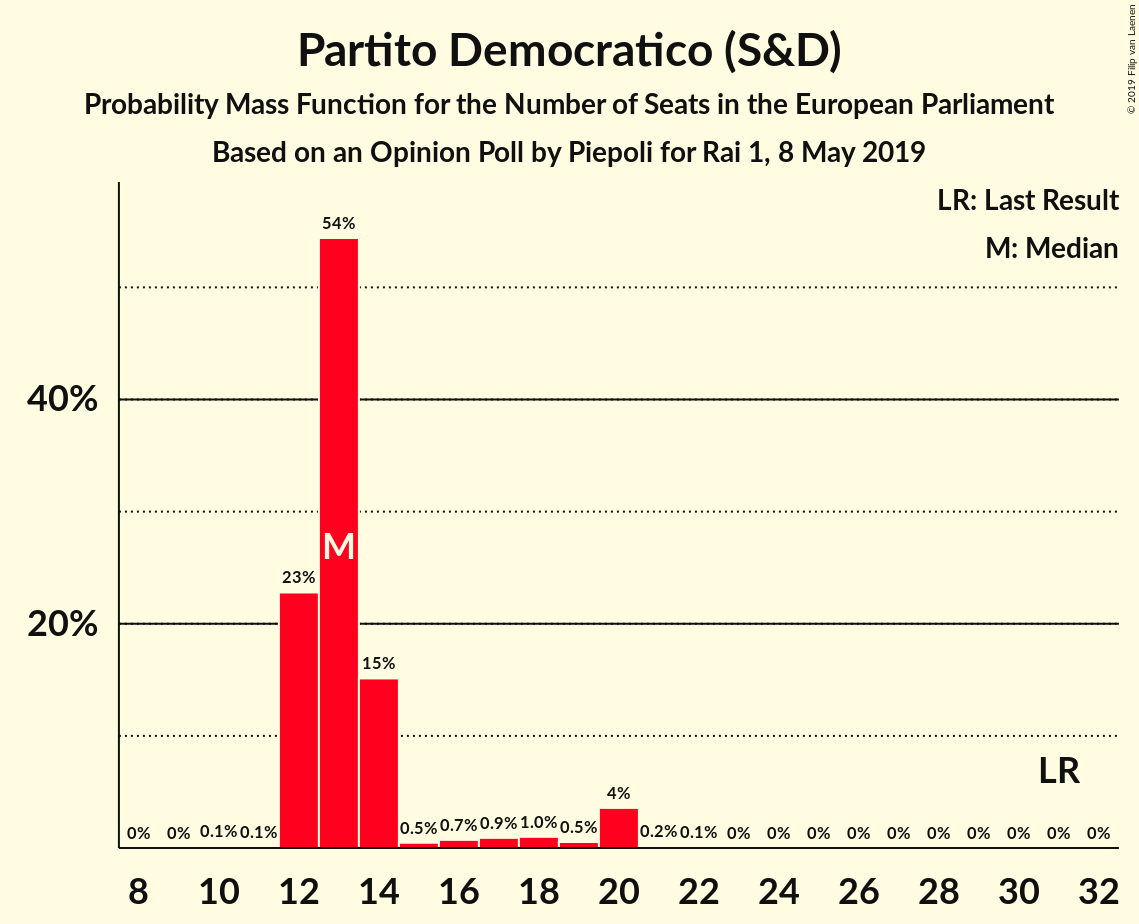 Partito Democratico (S&D)
Probability Mass Function for the Number of Seats in the European Parliament
Based on an Opinion Poll by Piepoli for Rai 1, 8 May 2019
© 2019 Filip van Laenen
LR: Last Result
M: Median
40%
20%
0% 0% 0.1% 0.1% 23% 54% 15% 0.5% 0.7% 0.9% 1.0% 0.5% 4% 0.2% 0.1% 0% 0% 0% 0% 0% 0% 0% 0% 0% 0%
M
LR
8 10 12 14 16 18 20 22 24 26 28 30 32